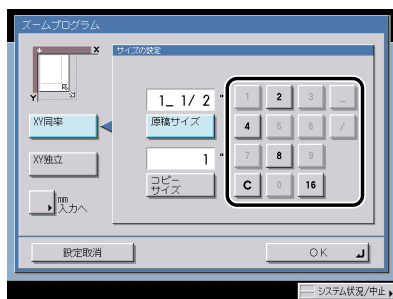 ズームプログラム
X
サイズの設定
Y
1_ 1/ 2 "
1 2 3 _
XY同率
原稿サイズ
4 5 6 /
XY独立
1 "
7 8 9
コピー
サイズ
C 0 16
mm
入力へ
設定取消
OK
システム状況/中止